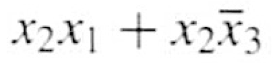 x₂x₁ + x₂x̅₃